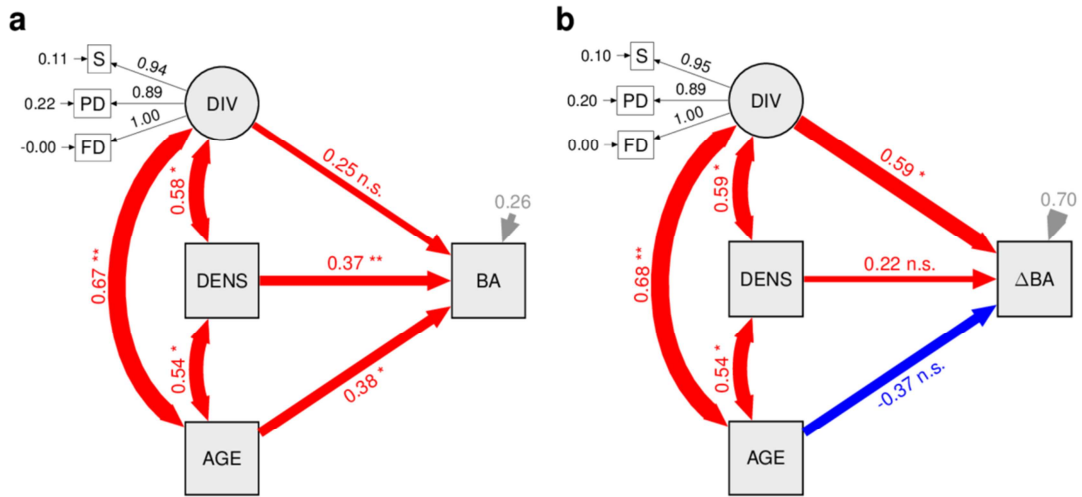 a
0.11 S 0.94
0.22 PD 0.89
-0.00 FD 1.00
DIV
0.25 n.s.
0.58 *
0.26
0.67 **
DENS
0.37 **
BA
0.54 *
0.38 *
AGE
b
0.10 S 0.95
0.20 PD 0.89
0.00 FD 1.00
DIV
0.59 *
0.59 *
0.70
0.68 **
DENS
0.22 n.s.
ΔBA
0.54 *
-0.37 n.s.
AGE